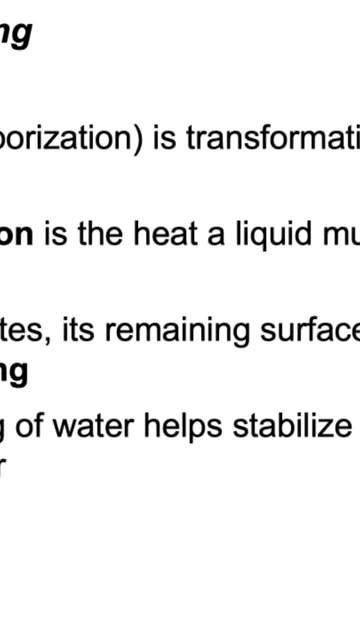 ng
porization) is transformati
on is the heat a liquid mu
tes, its remaining surface
ng
g of water helps stabilize
r